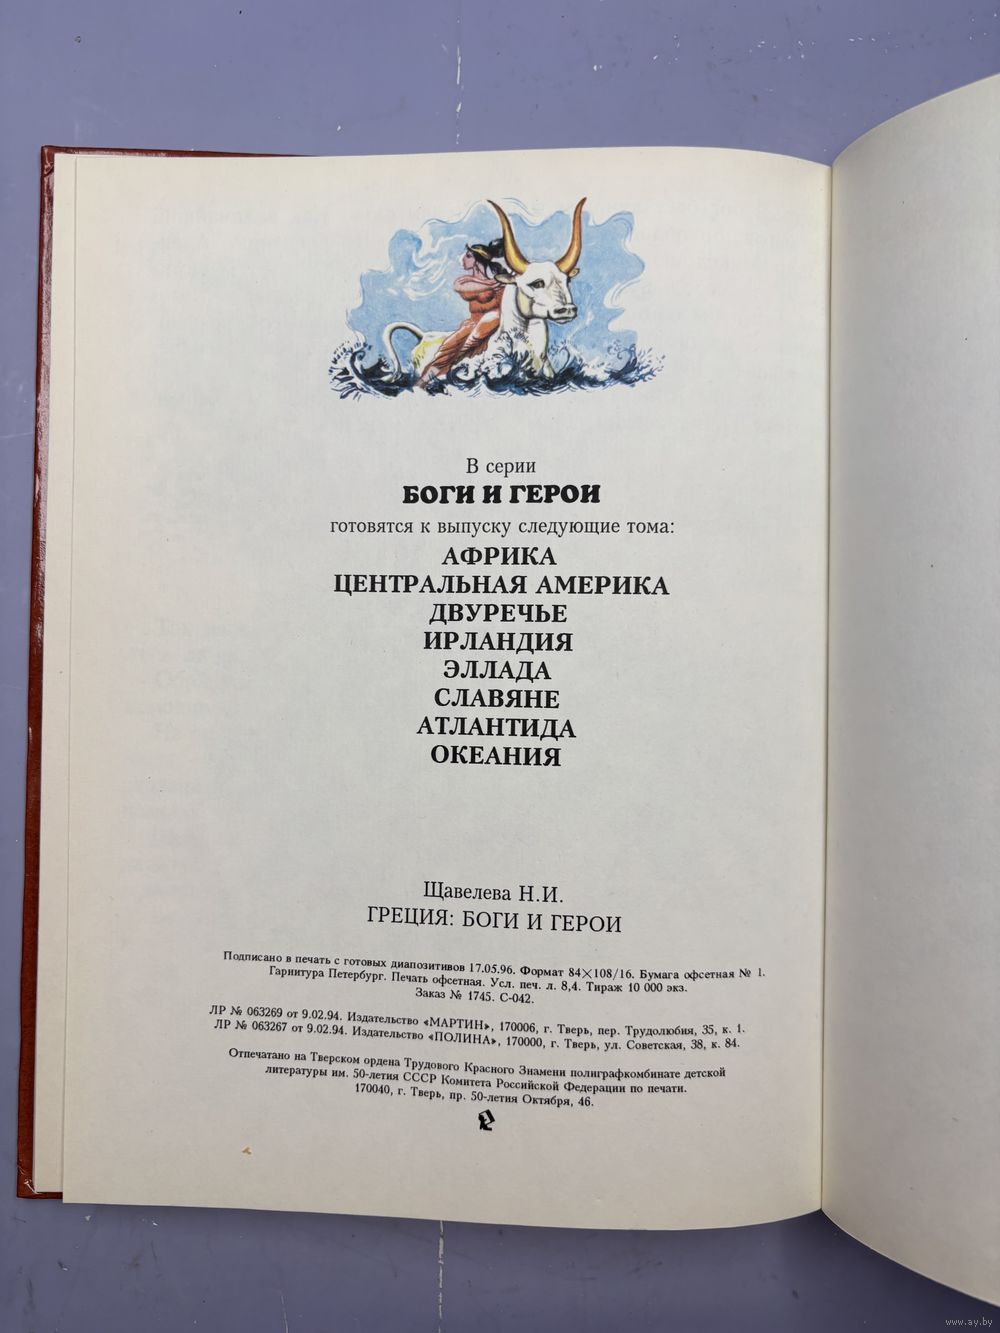 В серии
БОГИ И ГЕРОИ
готовятся к выпуску следующие тома:
АФРИКА
ЦЕНТРАЛЬНАЯ АМЕРИКА
ДВУРЕЧЬЕ
ИРЛАНДИЯ
ЭЛЛАДА
СЛАВЯНЕ
АТЛАНТИДА
ОКЕАНИЯ
Щавелева Н.И.
ГРЕЦИЯ: БОГИ И ГЕРОИ
Подписано в печать с готовых диапозитивов 17.05.96. Формат 84×108/16. Бумага офсетная № 1.
Гарнитура Петербург. Печать офсетная. Усл. печ. л. 8,4. Тираж 10 000 экз.
Заказ № 1745. С-042.
ЛР № 063269 от 9.02.94. Издательство «МАРТИН», 170006, г. Тверь, пер. Трудолюбия, 35, к. 1.
ЛР № 063267 от 9.02.94. Издательство «ПОЛИНА», 170000, г. Тверь, ул. Советская, 38, к. 84.
Отпечатано на Тверском ордена Трудового Красного Знамени полиграфкомбинате детской
литературы им. 50-летия СССР Комитета Российской Федерации по печати.
170040, г. Тверь, пр. 50-летия Октября, 46.
www.ay.by